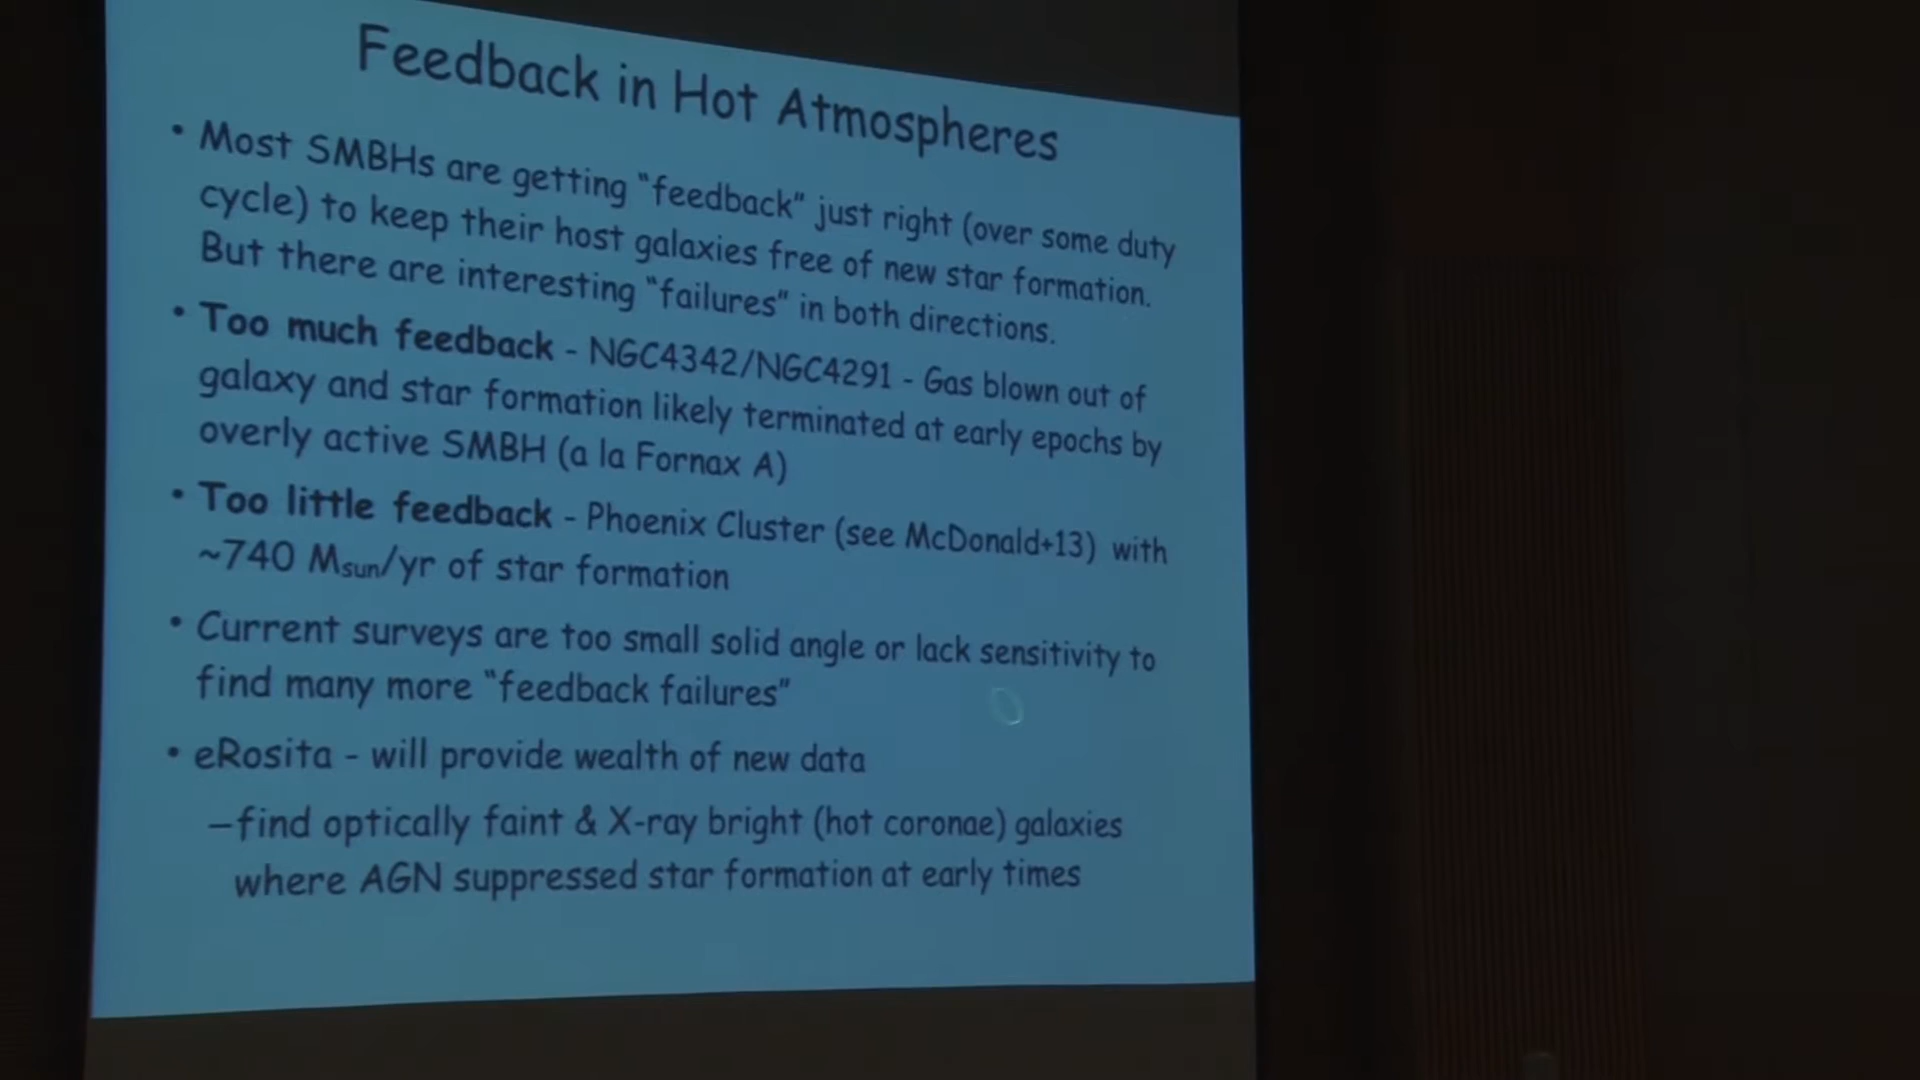 Feedback in Hot Atmospheres
• Most SMBHs are getting “feedback” just right (over some duty
cycle) to keep their host galaxies free of new star formation.
But there are interesting “failures” in both directions.
• Too much feedback - NGC4342/NGC4291 - Gas blown out of
galaxy and star formation likely terminated at early epochs by
overly active SMBH (a la Fornax A)
• Too little feedback - Phoenix Cluster (see McDonald+13) with
~740 Msun/yr of star formation
• Current surveys are too small solid angle or lack sensitivity to
find many more “feedback failures”
• eRosita - will provide wealth of new data
–find optically faint & X-ray bright (hot coronae) galaxies
where AGN suppressed star formation at early times